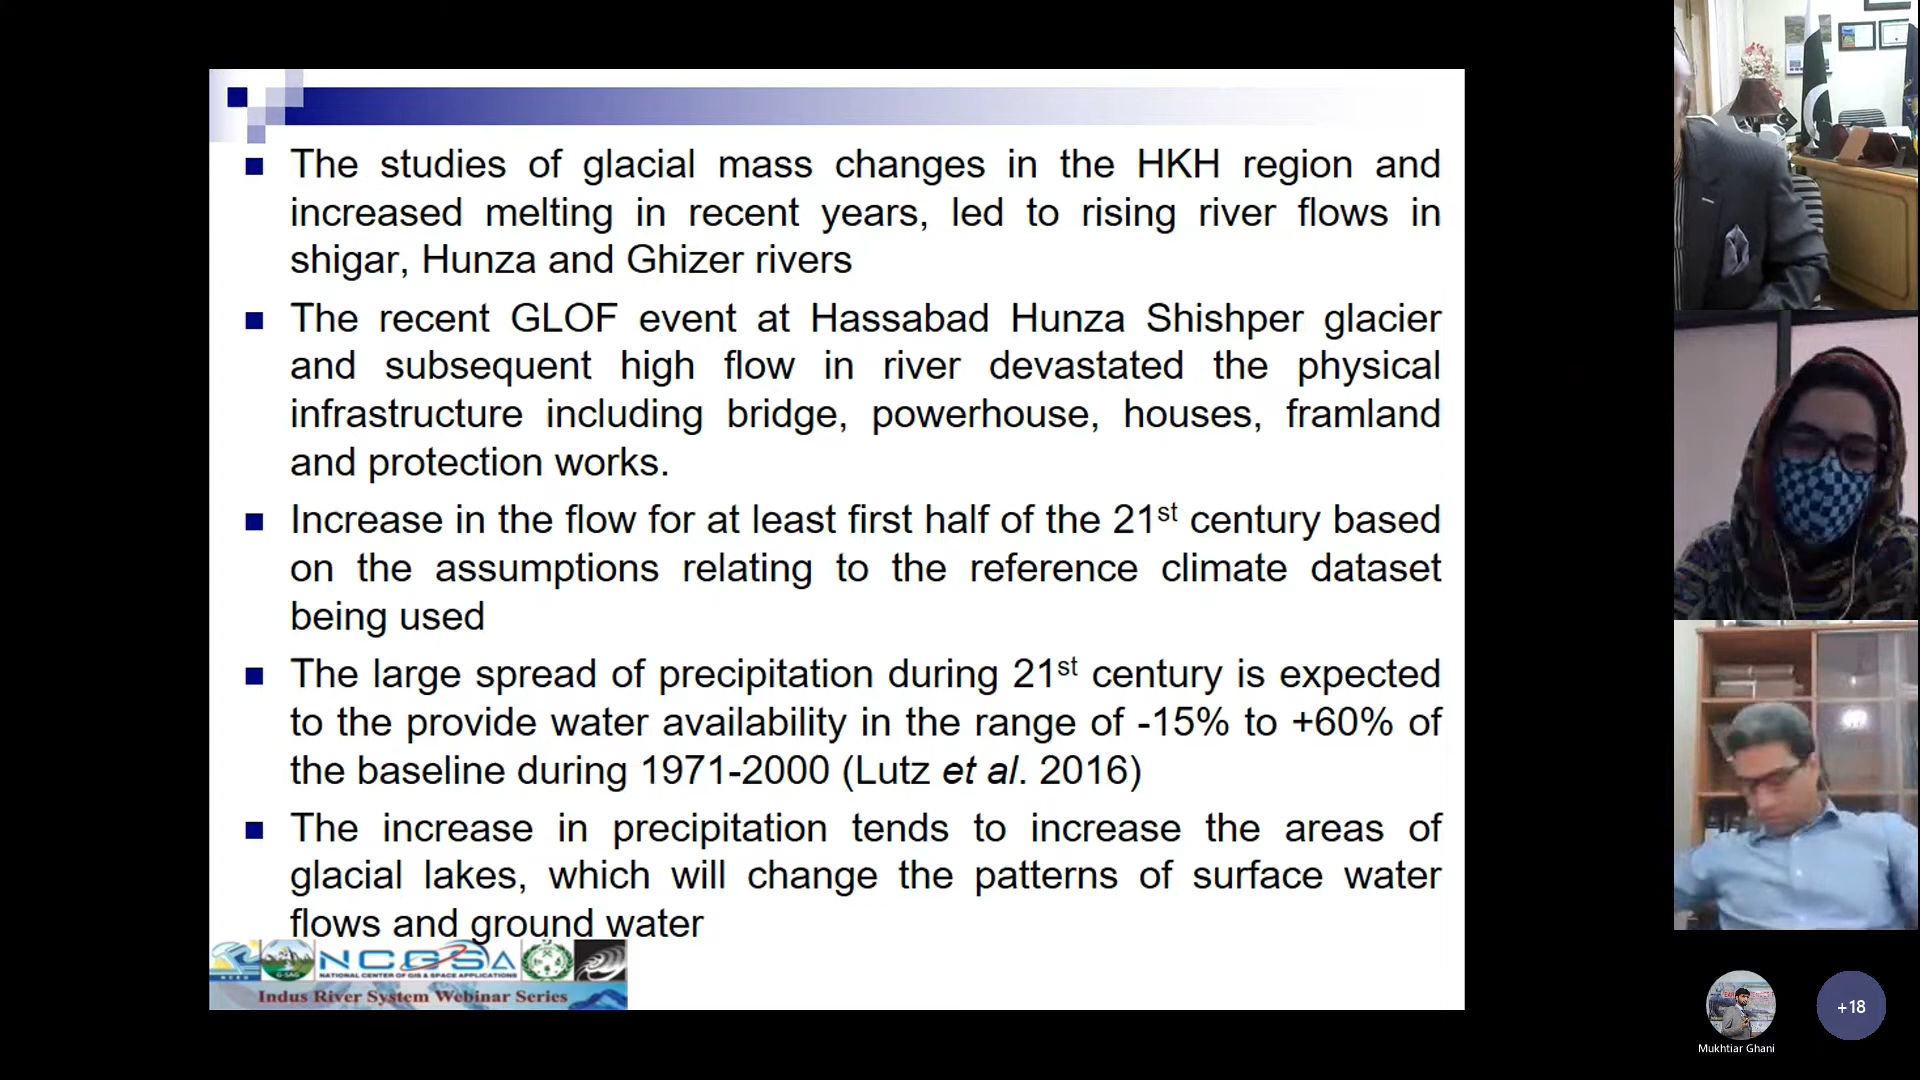 The studies of glacial mass changes in the HKH region and
increased melting in recent years, led to rising river flows in
shigar, Hunza and Ghizer rivers
The recent GLOF event at Hassabad Hunza Shishper glacier
and subsequent high flow in river devastated the physical
infrastructure including bridge, powerhouse, houses, framland
and protection works.
Increase in the flow for at least first half of the 21st century based
on the assumptions relating to the reference climate dataset
being used
The large spread of precipitation during 21st century is expected
to the provide water availability in the range of -15% to +60% of
the baseline during 1971-2000 (Lutz et al. 2016)
The increase in precipitation tends to increase the areas of
glacial lakes, which will change the patterns of surface water
flows and ground water
G-SAG
NCGSA
NATIONAL CENTER OF GIS & SPACE APPLICATIONS
Indus River System Webinar Series
+18
Mukhtiar Ghani